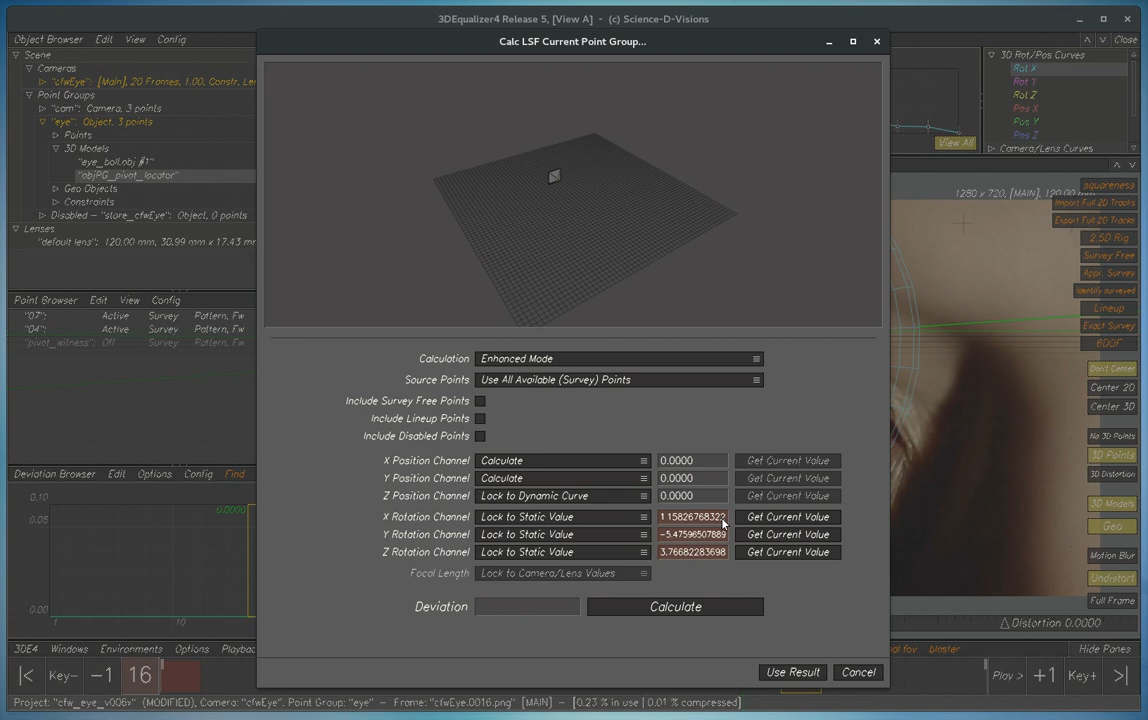 3DEqualizer4 Release 5, [View A]  -  (c) Science-D-Visions
Object Browser Edit View Config
Scene
Cameras
"cfwEye": [Main], 20 Frames, 1.00, Constr. Len
Point Groups
"cam": Camera, 3 points
"eye": Object, 3 points
Points
3D Models
"eye_ball.obj #1"
"objPG_pivot_locator"
Geo Objects
Constraints
Disabled - "store_cfwEye": Object, 0 points
Lenses
"default lens": 120.00 mm, 30.99 mm x 17.43 mm
Point Browser Edit View Config
"07": Active Survey Pattern, Fw
"04": Active Survey Pattern, Fw
"pivot_witness": Off Survey Pattern, Fw
Deviation Browser Edit Options Config Find
0.10
0.0000
0.08
0.00
1 10
Calc LSF Current Point Group...
Calculation Enhanced Mode
Source Points Use All Available (Survey) Points
Include Survey Free Points
Include Lineup Points
Include Disabled Points
X Position Channel Calculate 0.0000 Get Current Value
Y Position Channel Calculate 0.0000 Get Current Value
Z Position Channel Lock to Dynamic Curve 0.0000 Get Current Value
X Rotation Channel Lock to Static Value 1.1582676832? Get Current Value
Y Rotation Channel Lock to Static Value -5.47596507889 Get Current Value
Z Rotation Channel Lock to Static Value 3.76682283698 Get Current Value
Focal Length Lock to Camera/Lens Values
Deviation Calculate
Use Result Cancel
Close
3D Rot/Pos Curves
Rot X
Rot Y
Rot Z
Pos X
Pos Y
Pos Z
Camera/Lens Curves
View All
1280 x 720, [MAIN], 120.00 mm
squareness
Import Full 2D Tracks
Export Full 2D Tracks
2.5D Rig
Survey Free
Appr. Survey
Identify surveyed
Lineup
Exact Survey
6DOF
Don't Center
Center 2D
Center 3D
No 3D Points
3D Points
3D Distortion
3D Models
Geo
Motion Blur
Undistort
Full Frame
Distortion 0.0000
3DE4 Windows Environments Options Playba
fav blaster Hide Panes
|< Key- -1 16 Play > +1 Key+ >|
Project: "cfw_eye_v006x" (MODIFIED), Camera: "cfwEye", Point Group: "eye" - Frame: "cfwEye.0016.png" [MAIN] - [0.23 % in use | 0.01 % compressed]